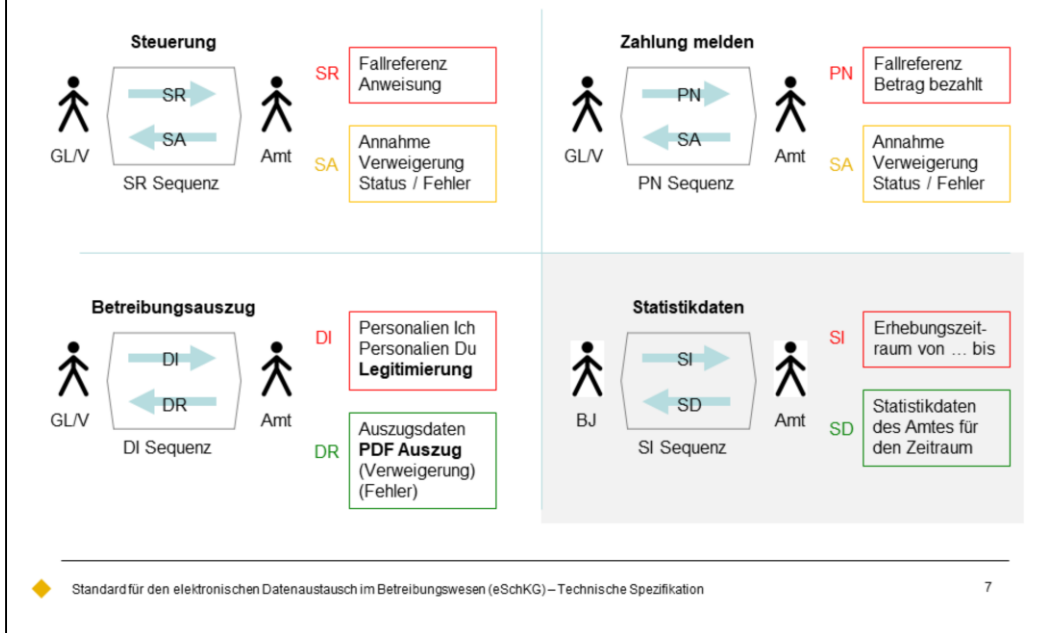 Steuerung
SR
SA
GL/V
Amt
SR Sequenz
SR
Fallreferenz
Anweisung
SA
Annahme
Verweigerung
Status / Fehler
Zahlung melden
PN
SA
GL/V
Amt
PN Sequenz
PN
Fallreferenz
Betrag bezahlt
SA
Annahme
Verweigerung
Status / Fehler
Betreibungsauszug
DI
DR
GL/V
Amt
DI Sequenz
DI
Personalien Ich
Personalien Du
Legitimierung
DR
Auszugsdaten
PDF Auszug
(Verweigerung)
(Fehler)
Statistikdaten
SI
SD
BJ
Amt
SI Sequenz
SI
Erhebungszeit-
raum von … bis
SD
Statistikdaten
des Amtes für
den Zeitraum
Standard für den elektronischen Datenaustausch im Betreibungswesen (eSchKG) – Technische Spezifikation
7